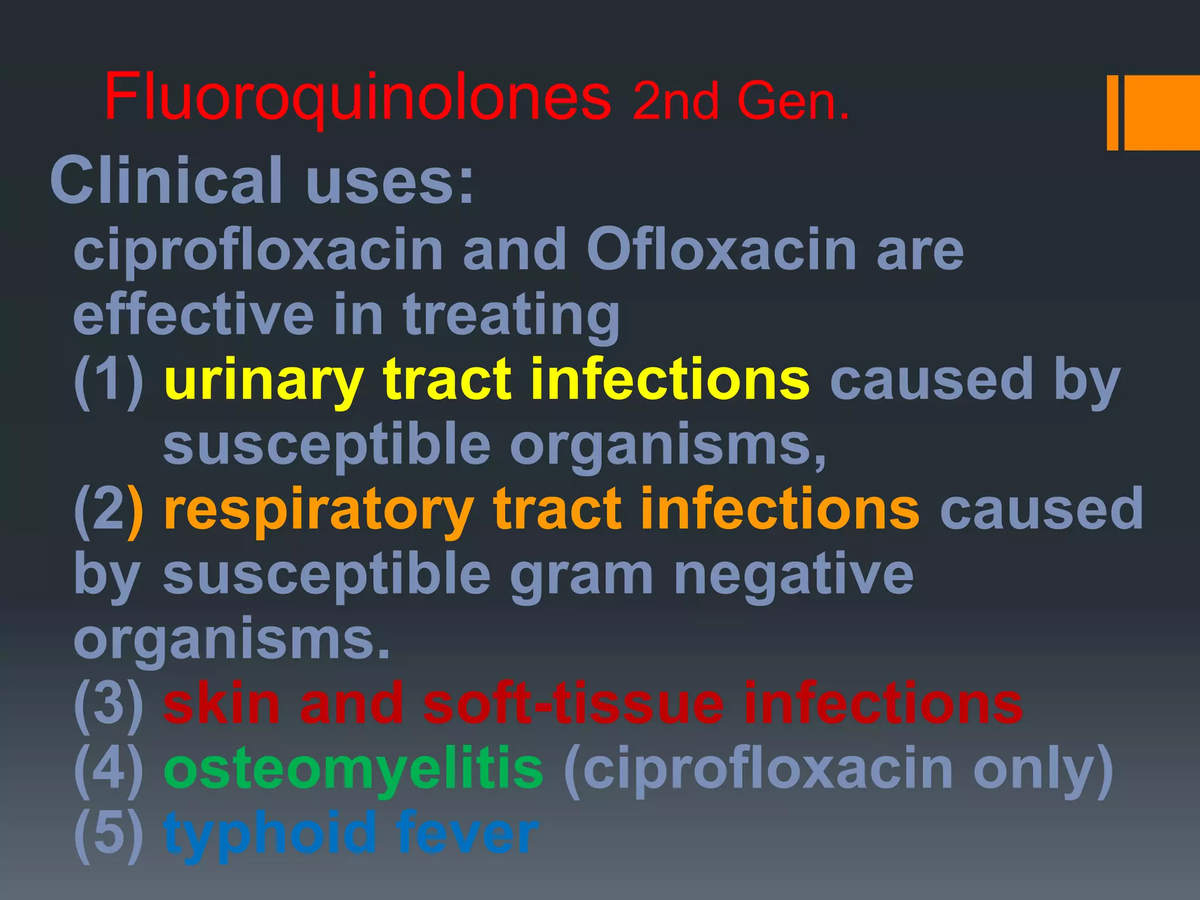 Fluoroquinolones 2nd Gen.
Clinical uses:
ciprofloxacin and Ofloxacin are
effective in treating
(1) urinary tract infections caused by
susceptible organisms,
(2) respiratory tract infections caused
by susceptible gram negative
organisms.
(3) skin and soft-tissue infections
(4) osteomyelitis (ciprofloxacin only)
(5) typhoid fever